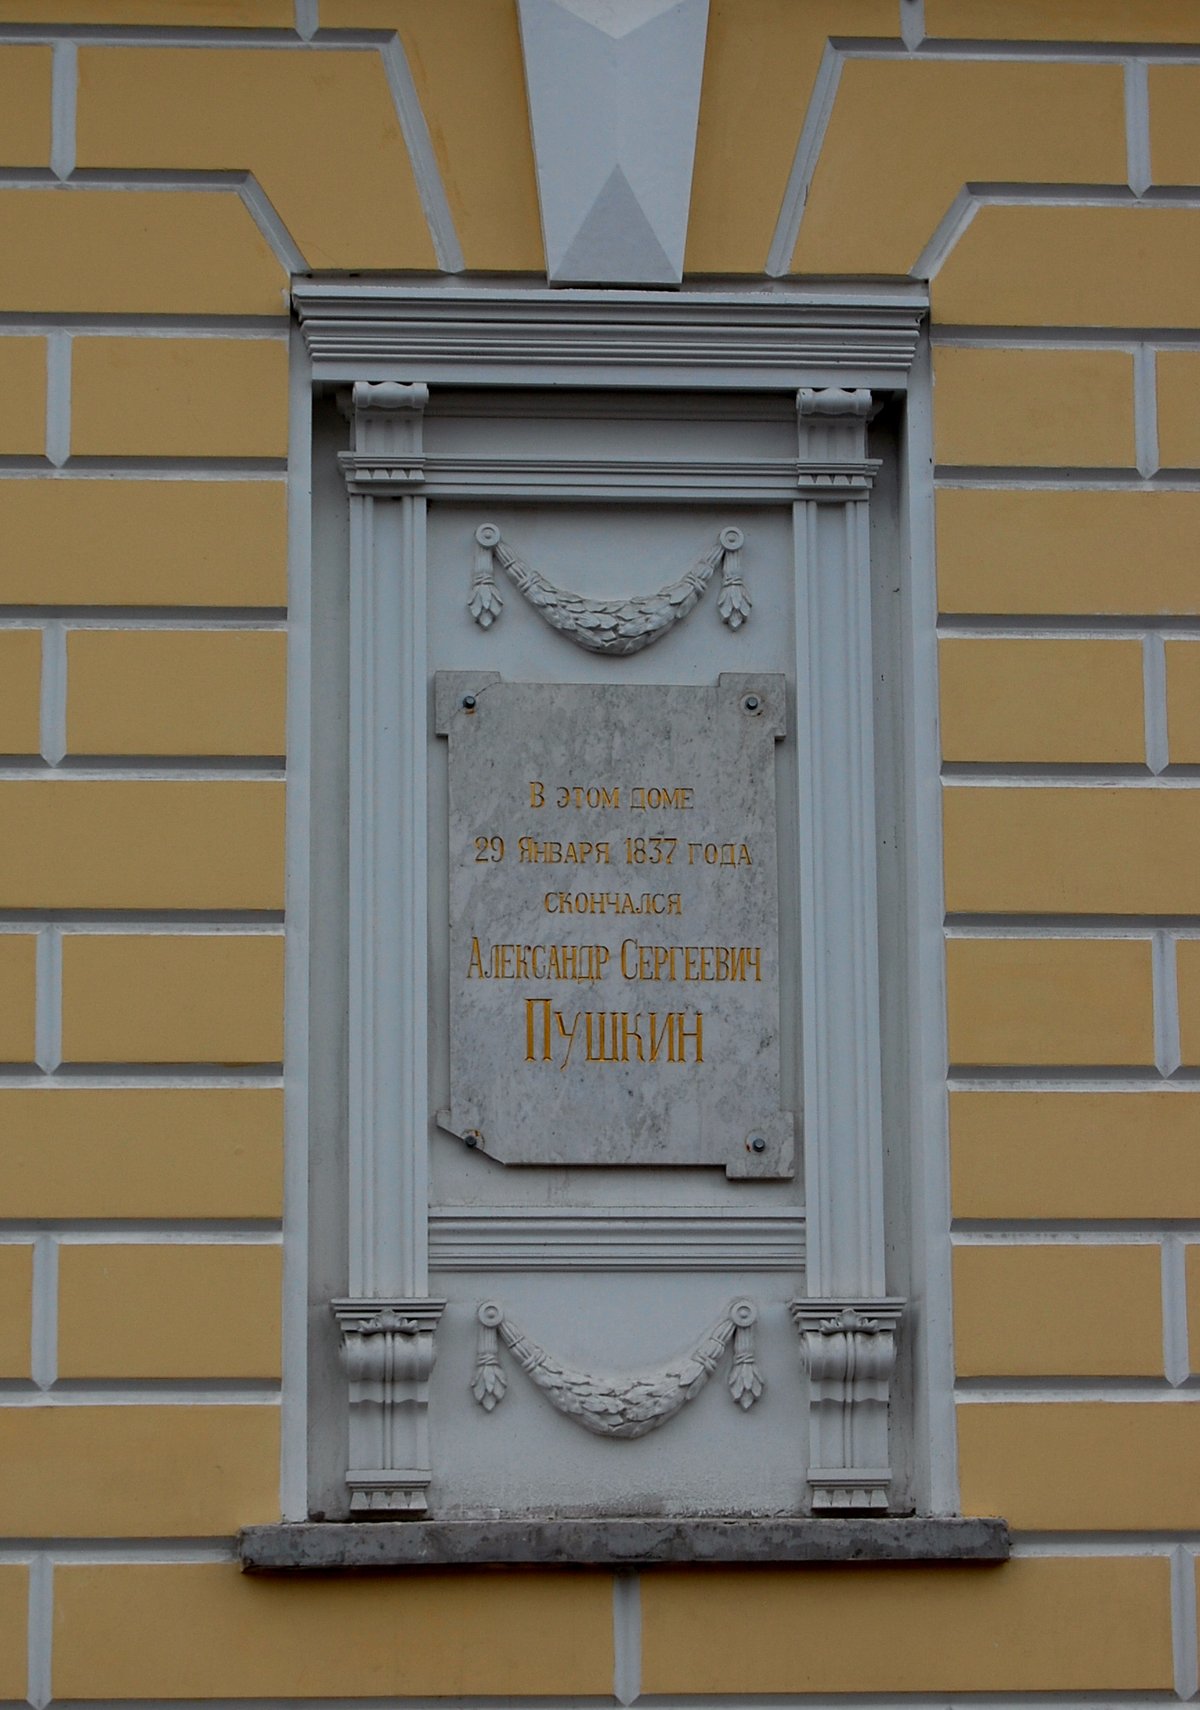 В этом доме
29 Января 1837 года
скончался
Александр Сергеевич
Пушкин